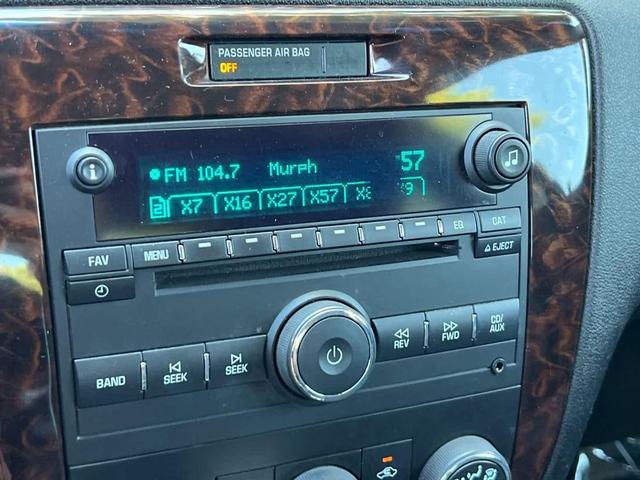 PASSENGER AIR BAG
OFF
FM 104.7 Murph :57
2 X7 X16 X27 X57
i
FAV MENU EQ CAT
EJECT
BAND SEEK SEEK REV FWD CD/
AUX